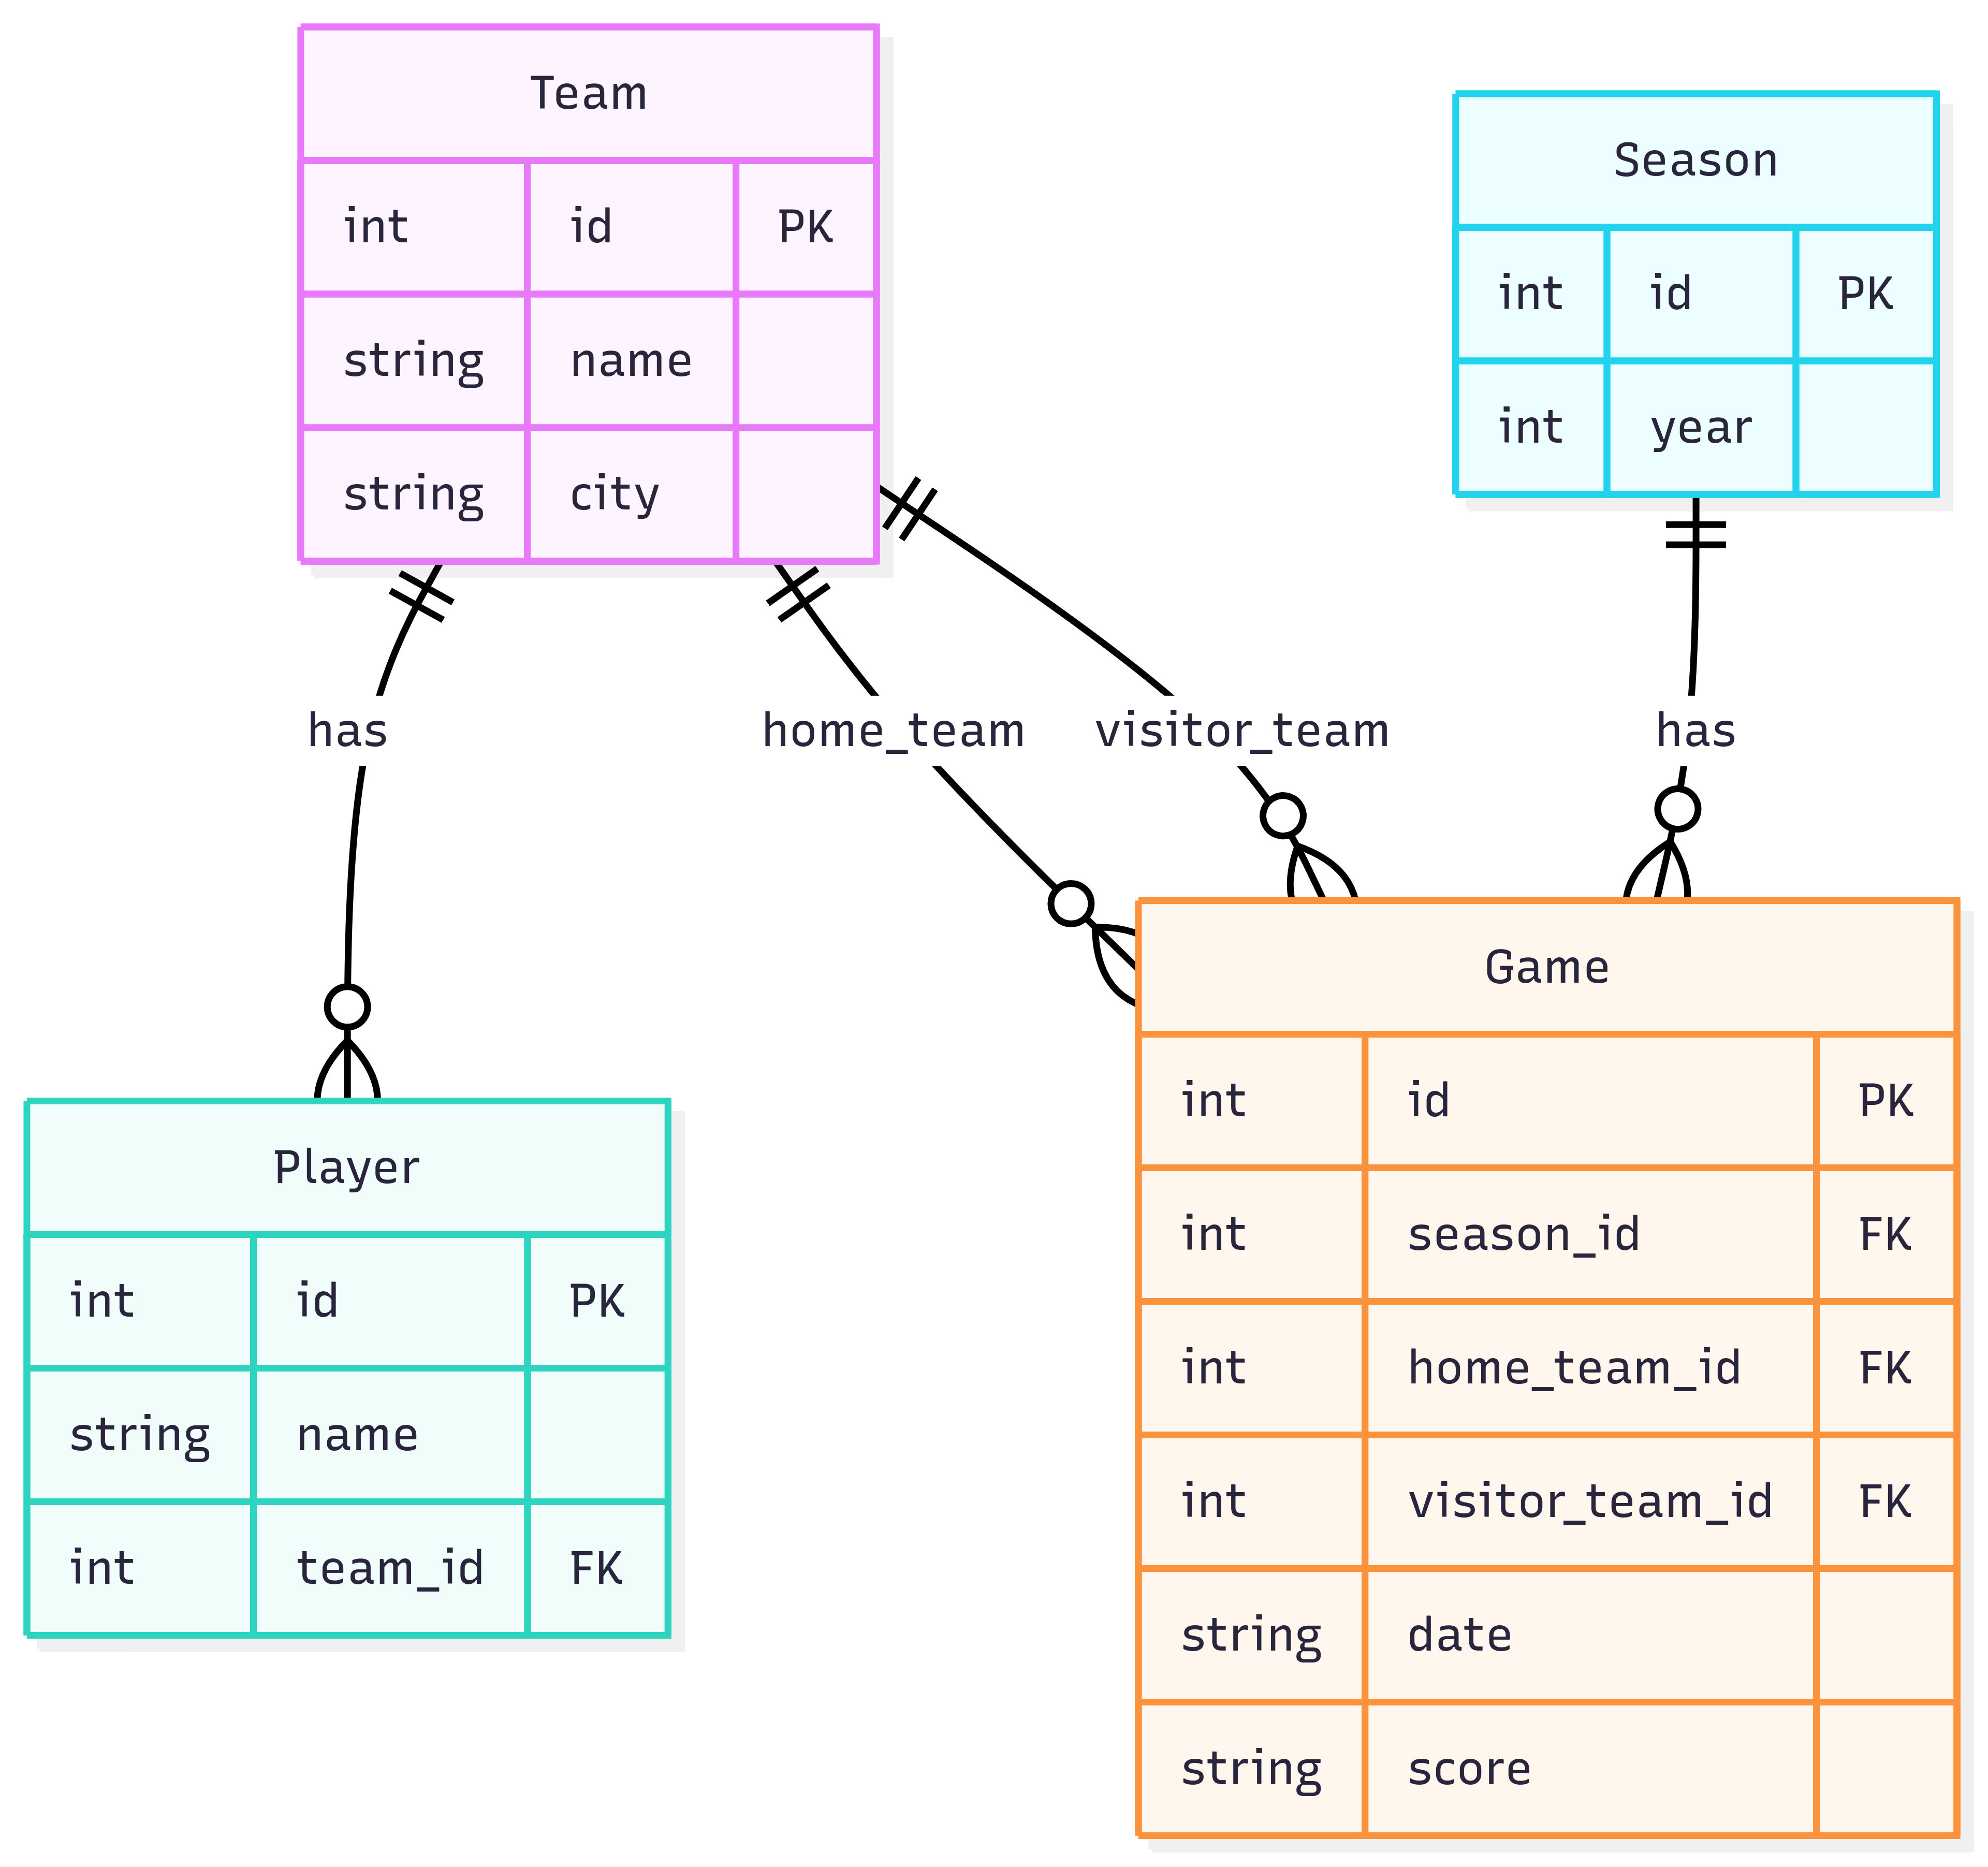 Team
int id PK
string name
string city
Season
int id PK
int year
has
home_team
visitor_team
has
Player
int id PK
string name
int team_id FK
Game
int id PK
int season_id FK
int home_team_id FK
int visitor_team_id FK
string date
string score